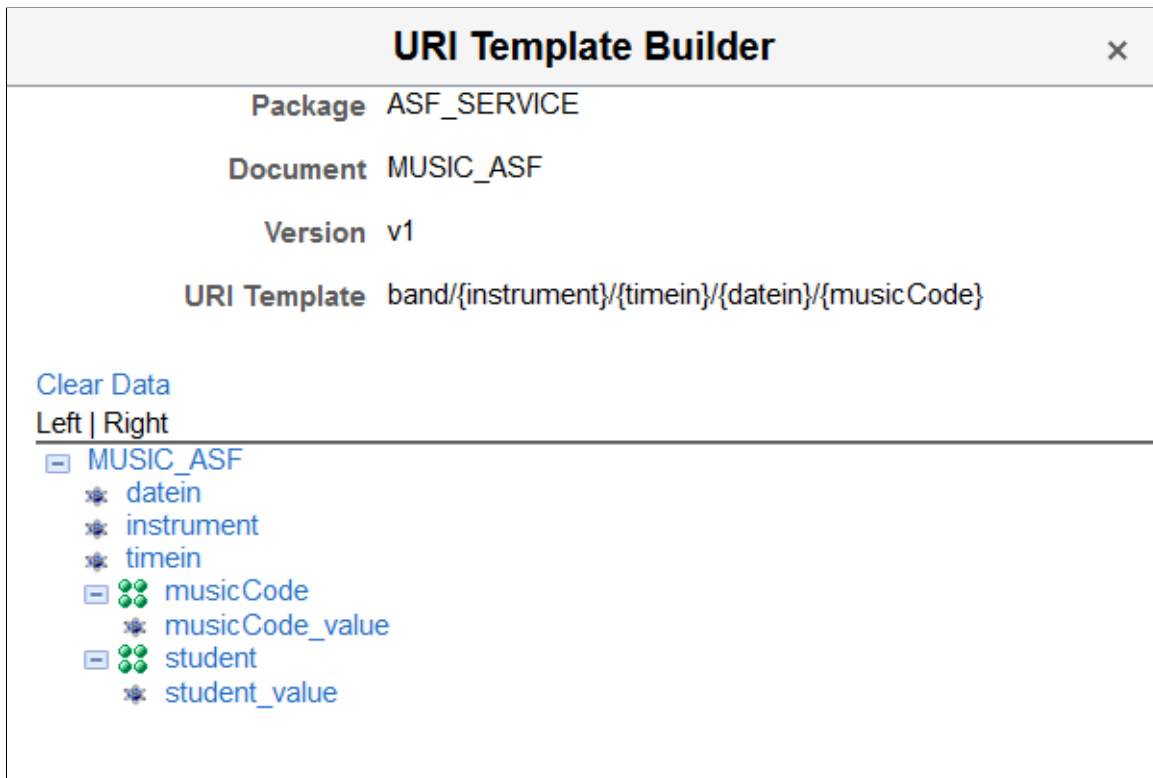 URI Template Builder ×
Package ASF_SERVICE
Document MUSIC_ASF
Version v1
URI Template band/{instrument}/{timein}/{datein}/{musicCode}
Clear Data
Left | Right
MUSIC_ASF
datein
instrument
timein
musicCode
musicCode_value
student
student_value